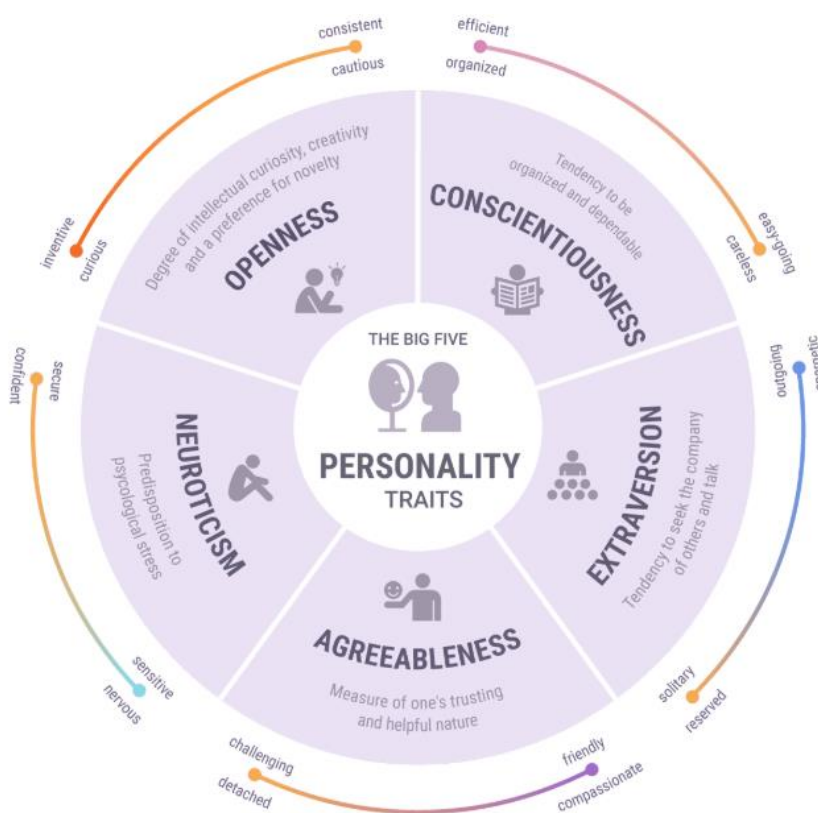 THE BIG FIVE
PERSONALITY
TRAITS
consistent
cautious
inventive
curious
Degree of intellectual curiosity, creativity
and a preference for novelty
OPENNESS
efficient
organized
easy-going
careless
Tendency to be
organized and dependable
CONSCIENTIOUSNESS
outgoing
solitary
reserved
EXTRAVERSION
Tendency to seek the company
of others and talk
friendly
compassionate
challenging
detached
AGREEABLENESS
Measure of one's trusting
and helpful nature
secure
confident
sensitive
nervous
NEUROTICISM
Predisposition to
psycological stress